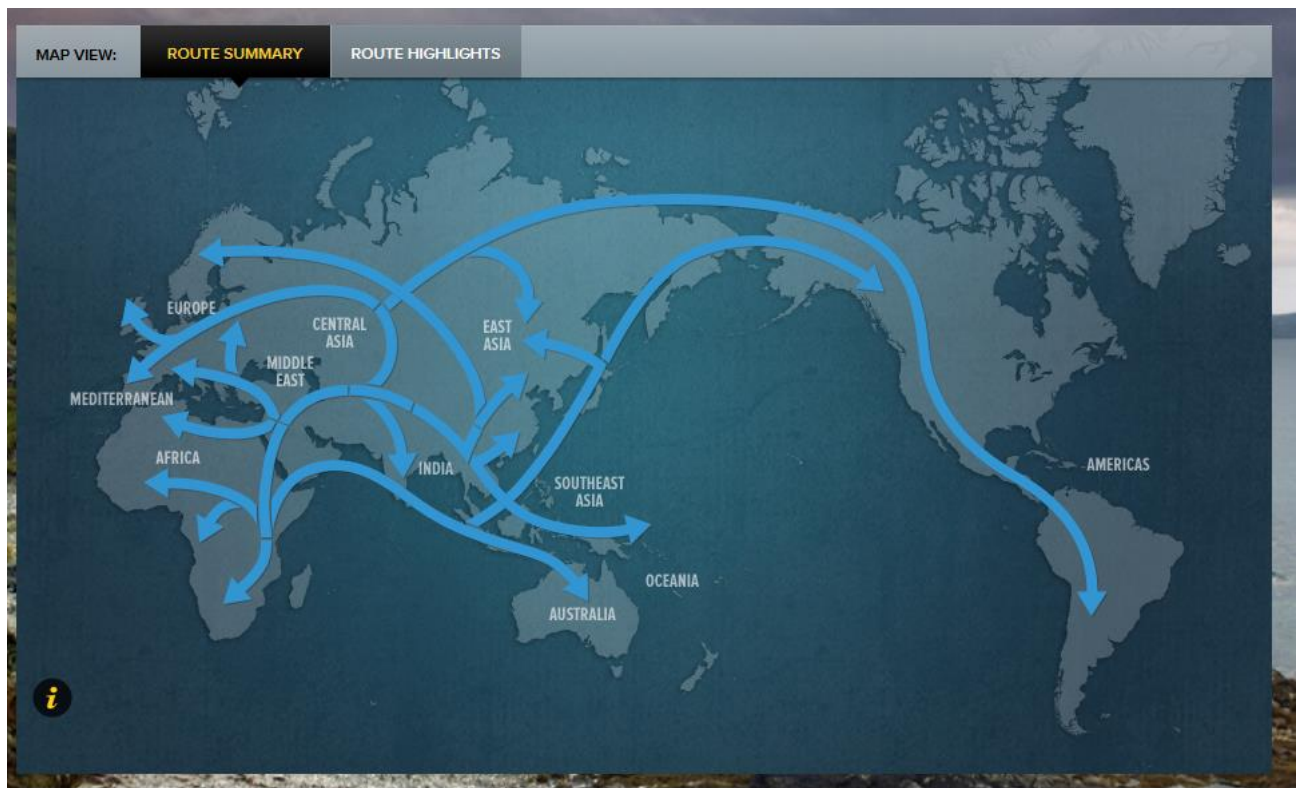 MAP VIEW:
ROUTE SUMMARY
ROUTE HIGHLIGHTS
EUROPE
CENTRAL
ASIA
EAST
ASIA
MIDDLE
EAST
MEDITERRANEAN
AFRICA
INDIA
SOUTHEAST
ASIA
AMERICAS
OCEANIA
AUSTRALIA
i